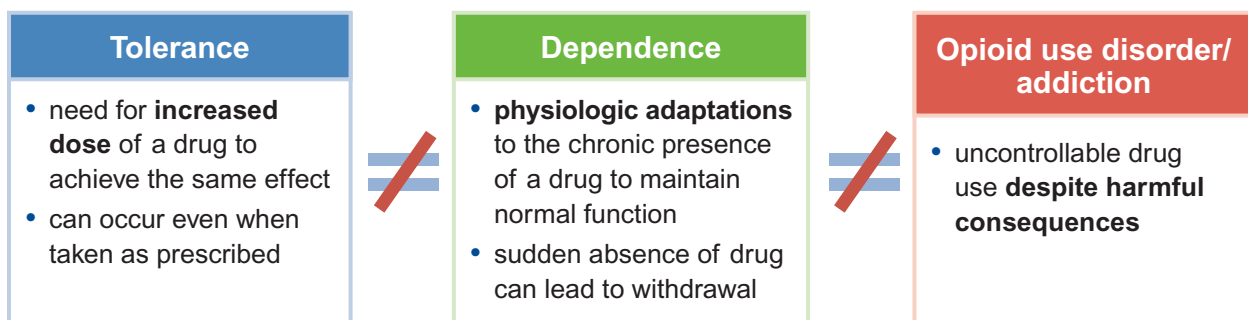 Tolerance
• need for increased
dose of a drug to
achieve the same effect
• can occur even when
taken as prescribed
Dependence
• physiologic adaptations
to the chronic presence
of a drug to maintain
normal function
• sudden absence of drug
can lead to withdrawal
Opioid use disorder/
addiction
• uncontrollable drug
use despite harmful
consequences